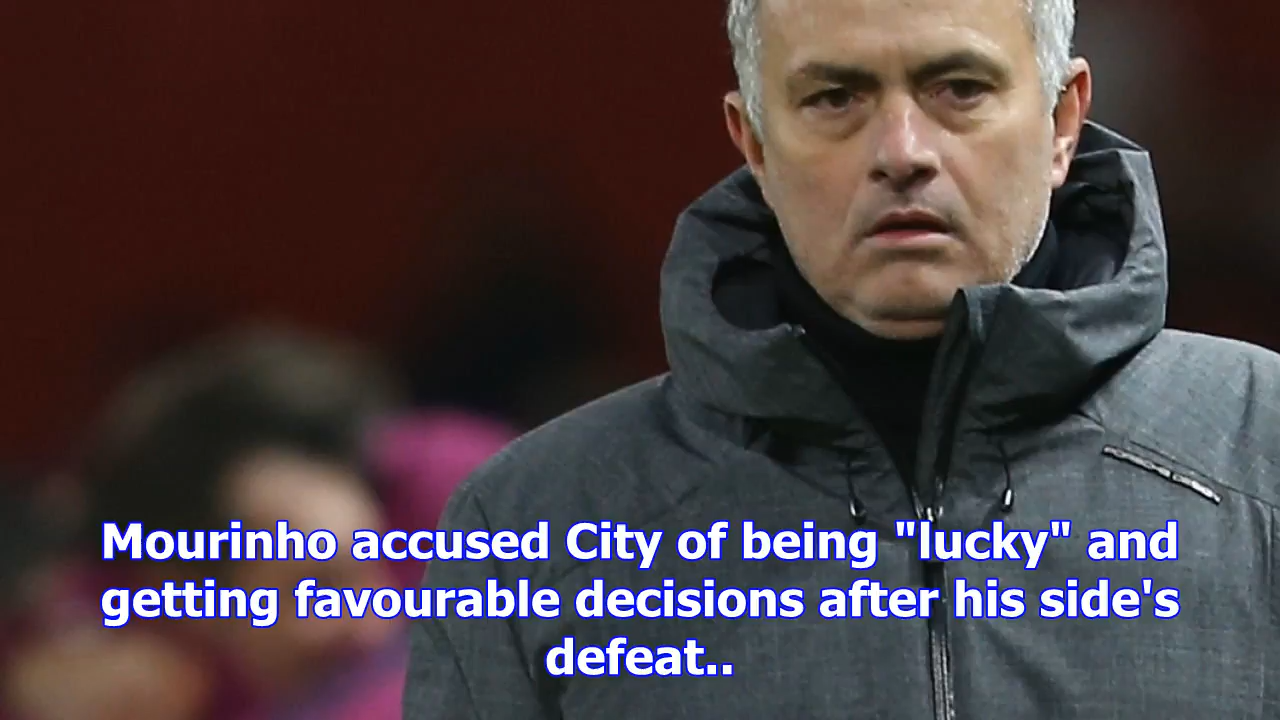 Mourinho accused City of being "lucky" and
getting favourable decisions after his side's
defeat..